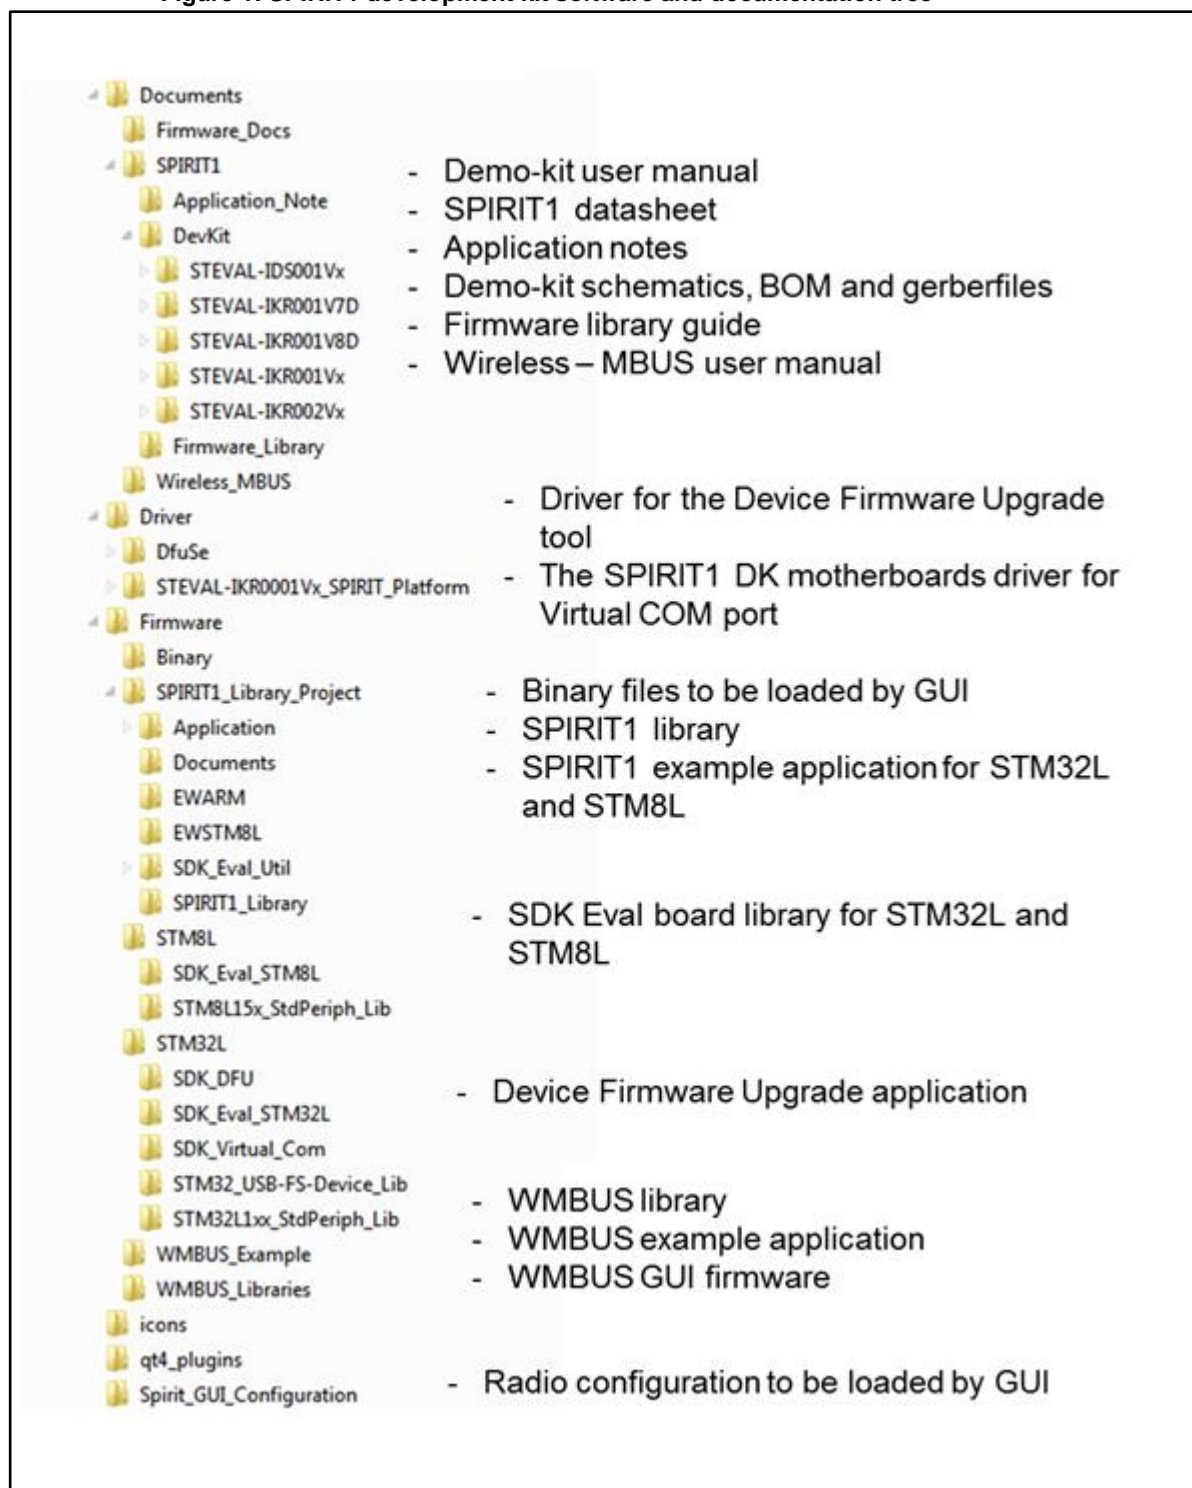 Figure 1. SPIRIT1 development kit software and documentation tree
Documents
Firmware_Docs
SPIRIT1
Application_Note
DevKit
STEVAL-IDS001Vx
STEVAL-IKR001V7D
STEVAL-IKR001V8D
STEVAL-IKR001Vx
STEVAL-IKR002Vx
Firmware_Library
Wireless_MBUS
- Demo-kit user manual
- SPIRIT1 datasheet
- Application notes
- Demo-kit schematics, BOM and gerberfiles
- Firmware library guide
- Wireless – MBUS user manual
Driver
DfuSe
STEVAL-IKR0001Vx_SPIRIT_Platform
- Driver for the Device Firmware Upgrade
tool
- The SPIRIT1 DK motherboards driver for
Virtual COM port
Firmware
Binary
SPIRIT1_Library_Project
Application
Documents
EWARM
EWSTM8L
SDK_Eval_Util
SPIRIT1_Library
- Binary files to be loaded by GUI
- SPIRIT1 library
- SPIRIT1 example application for STM32L
and STM8L
STM8L
SDK_Eval_STM8L
STM8L15x_StdPeriph_Lib
- SDK Eval board library for STM32L and
STM8L
STM32L
SDK_DFU
SDK_Eval_STM32L
SDK_Virtual_Com
STM32_USB-FS-Device_Lib
STM32L1xx_StdPeriph_Lib
- Device Firmware Upgrade application
WMBUS_Example
WMBUS_Libraries
- WMBUS library
- WMBUS example application
- WMBUS GUI firmware
icons
qt4_plugins
Spirit_GUI_Configuration
- Radio configuration to be loaded by GUI